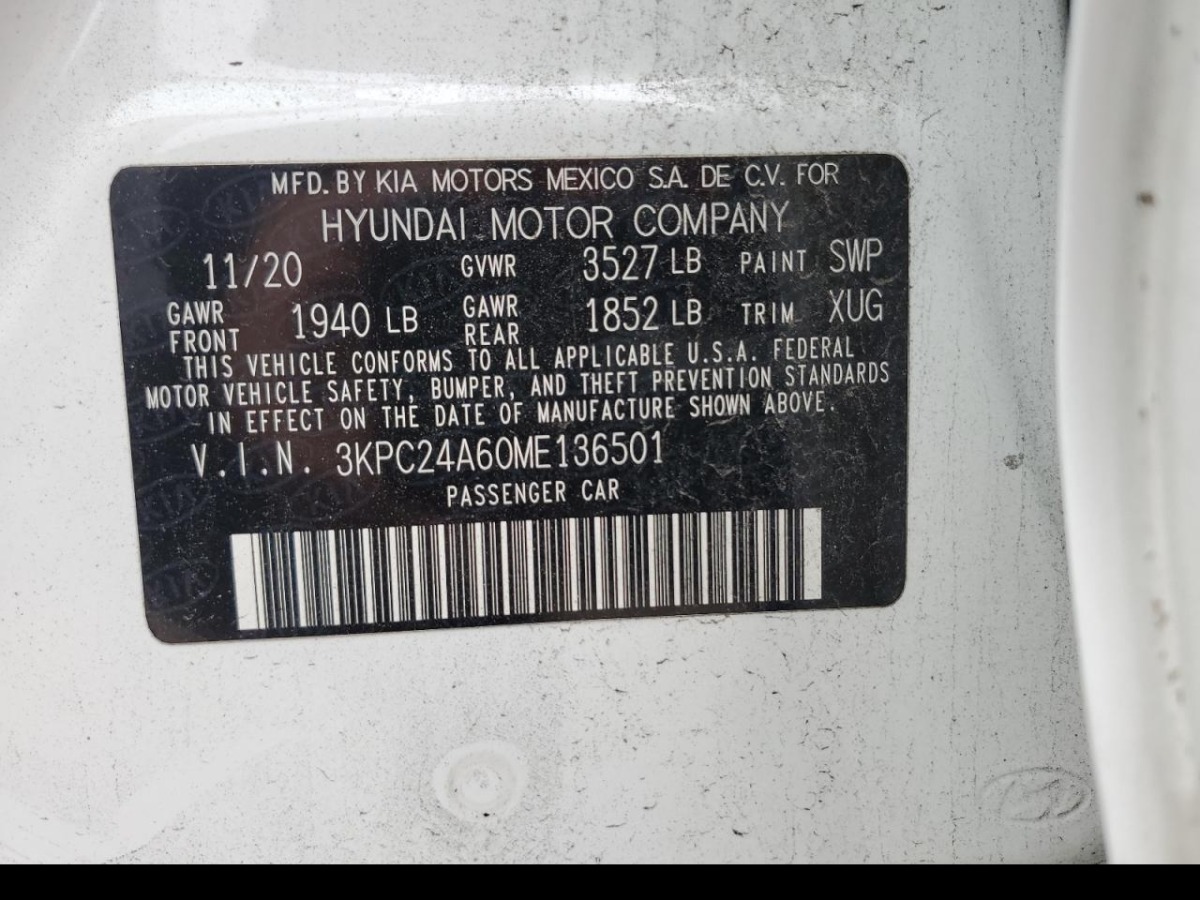 MFD. BY KIA MOTORS MEXICO S.A. DE C.V. FOR
HYUNDAI MOTOR COMPANY
11/20 GVWR 3527 LB PAINT SWP
GAWR FRONT 1940 LB GAWR REAR 1852 LB TRIM XUG
THIS VEHICLE CONFORMS TO ALL APPLICABLE U.S.A. FEDERAL
MOTOR VEHICLE SAFETY, BUMPER, AND THEFT PREVENTION STANDARDS
IN EFFECT ON THE DATE OF MANUFACTURE SHOWN ABOVE.
V.I.N. 3KPC24A60ME136501
PASSENGER CAR